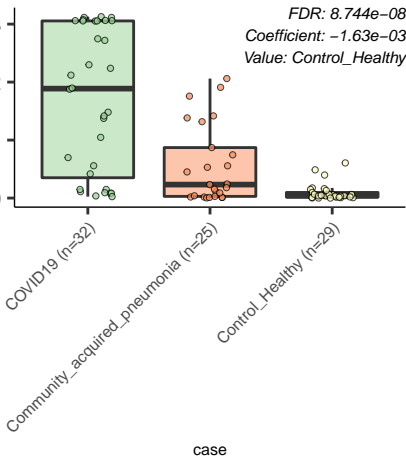 FDR: 8.744e−08
Coefficient: −1.63e−03
Value: Control_Healthy
COVID19 (n=32)
Community_acquired_pneumonia (n=25)
Control_Healthy (n=29)
case